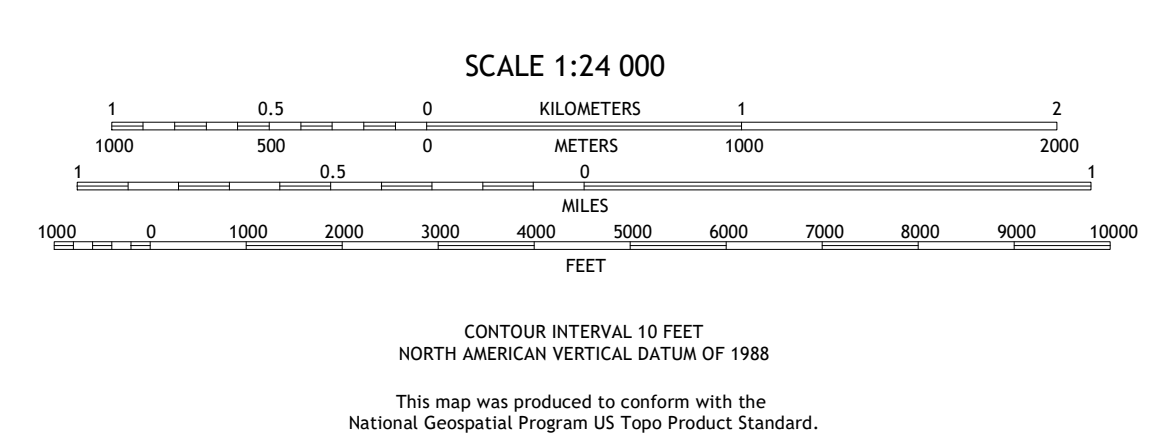 SCALE 1:24 000
1 0.5 0 KILOMETERS 1 2
1000 500 0 METERS 1000 2000
1 0.5 0 1
MILES
1000 0 1000 2000 3000 4000 5000 6000 7000 8000 9000 10000
FEET
CONTOUR INTERVAL 10 FEET
NORTH AMERICAN VERTICAL DATUM OF 1988
This map was produced to conform with the
National Geospatial Program US Topo Product Standard.